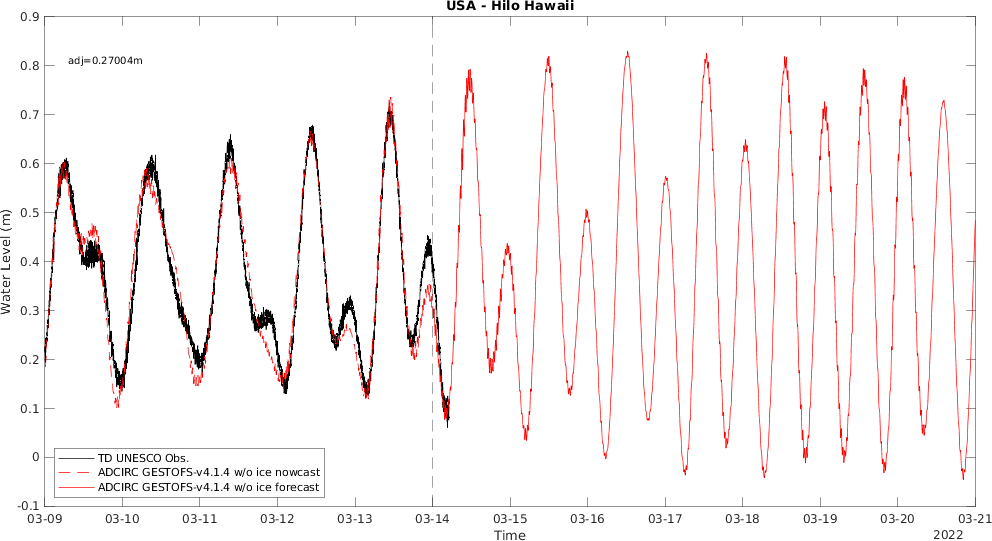 USA - Hilo Hawaii
0.9
0.8
0.7
0.6
0.5
0.4
0.3
0.2
0.1
0
-0.1
Water Level (m)
adj=0.27004m
TD UNESCO Obs.
ADCIRC GESTOFS-v4.1.4 w/o ice nowcast
ADCIRC GESTOFS-v4.1.4 w/o ice forecast
03-09 03-10 03-11 03-12 03-13 03-14 03-15 03-16 03-17 03-18 03-19 03-20 03-21
Time
2022